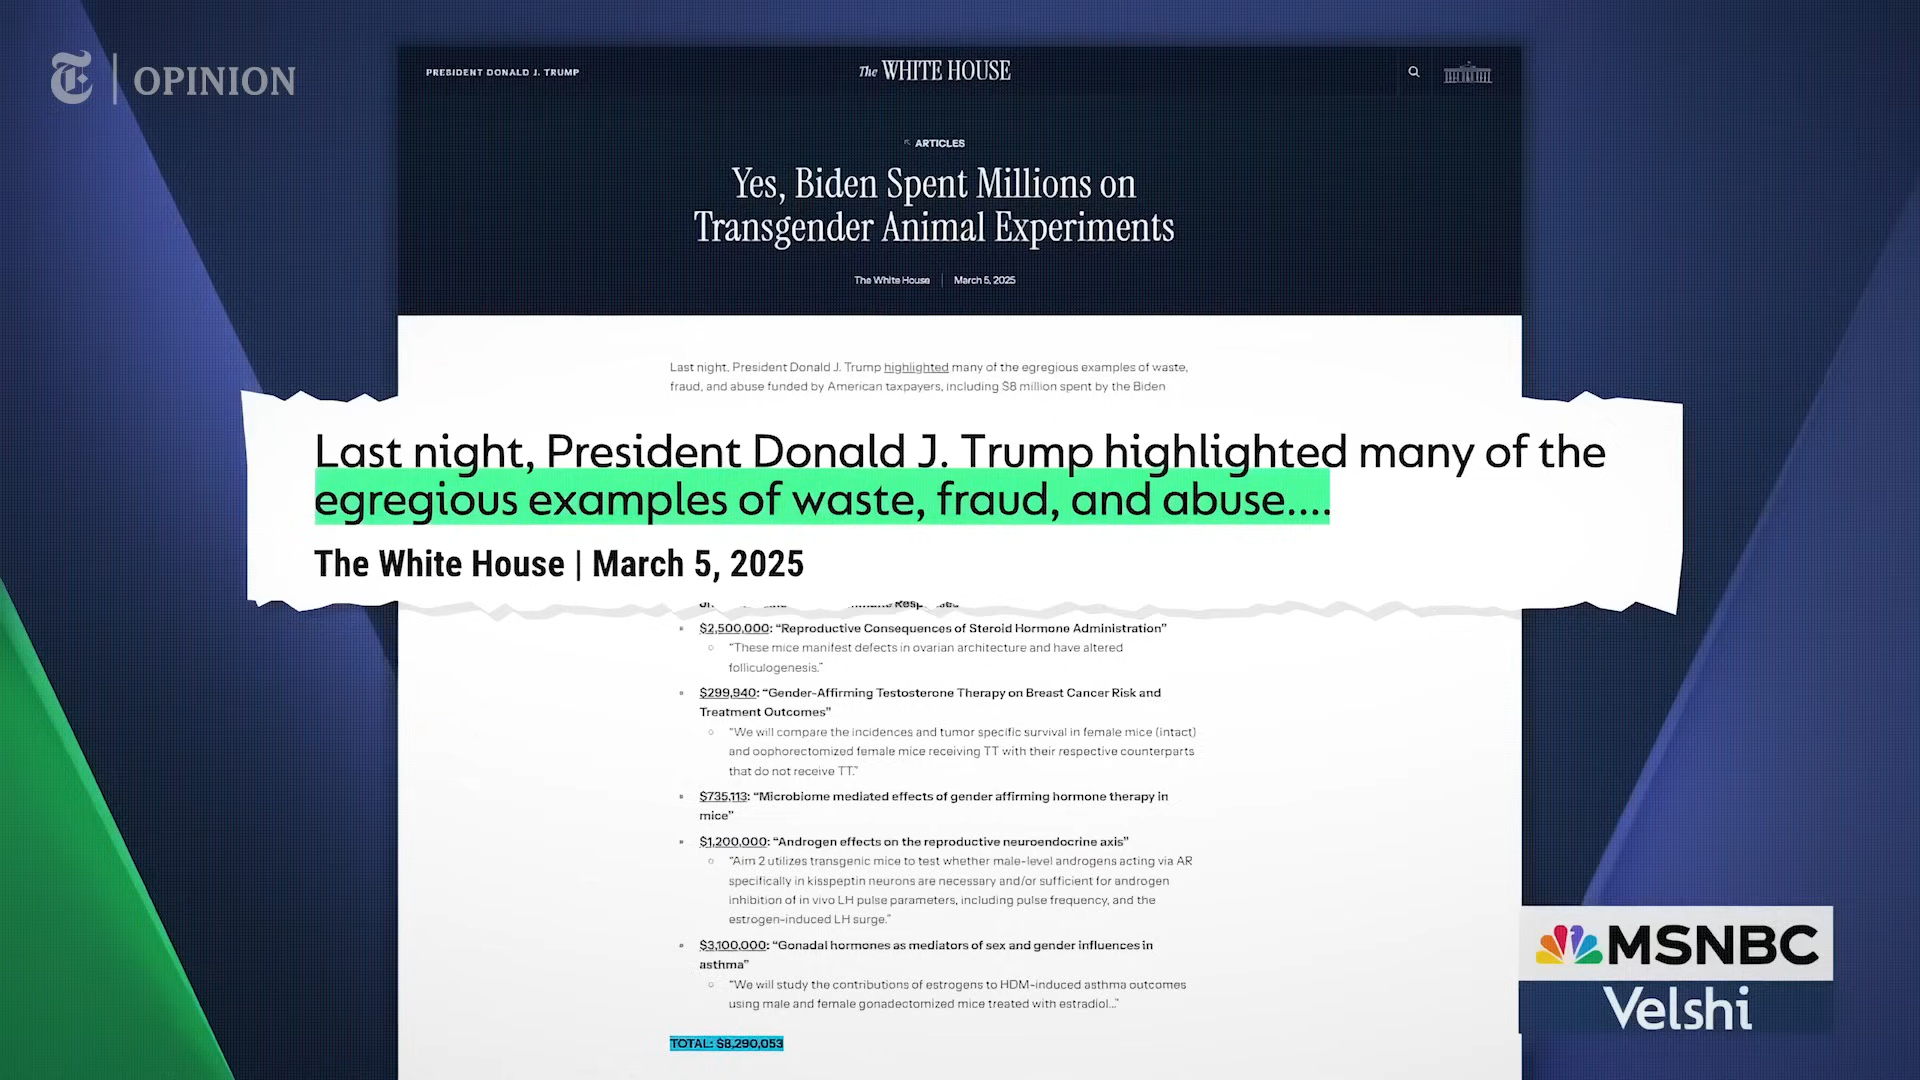 OPINION
PRESIDENT DONALD J. TRUMP
The WHITE HOUSE
ARTICLES
Yes, Biden Spent Millions on
Transgender Animal Experiments
The White House | March 5, 2025
Last night, President Donald J. Trump highlighted many of the egregious examples of waste,
fraud, and abuse funded by American taxpayers, including $8 million spent by the Biden
Last night, President Donald J. Trump highlighted many of the
egregious examples of waste, fraud, and abuse....
The White House | March 5, 2025
$2,500,000: “Reproductive Consequences of Steroid Hormone Administration”
“These mice manifest defects in ovarian architecture and have altered
folliculogenesis.”
$299,940: “Gender-Affirming Testosterone Therapy on Breast Cancer Risk and
Treatment Outcomes”
“We will compare the incidences and tumor specific survival in female mice (intact)
and oophorectomized female mice receiving TT with their respective counterparts
that do not receive TT.”
$735,113: “Microbiome mediated effects of gender affirming hormone therapy in
mice”
$1,200,000: “Androgen effects on the reproductive neuroendocrine axis”
“Aim 2 utilizes transgenic mice to test whether male-level androgens acting via AR
specifically in kisspeptin neurons are necessary and/or sufficient for androgen
inhibition of in vivo LH pulse parameters, including pulse frequency, and the
estrogen-induced LH surge.”
$3,100,000: “Gonadal hormones as mediators of sex and gender influences in
asthma”
“We will study the contributions of estrogens to HDM-induced asthma outcomes
using male and female gonadectomized mice treated with estradiol...”
TOTAL: $8,290,053
MSNBC
Velshi